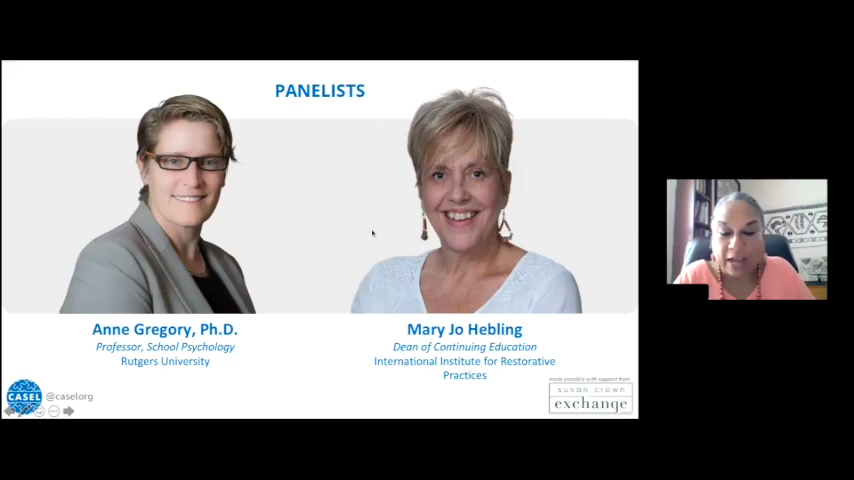 PANELISTS
Anne Gregory, Ph.D.
Professor, School Psychology
Rutgers University
Mary Jo Hebling
Dean of Continuing Education
International Institute for Restorative
Practices
CASEL
@caselorg
made possible with support from
susan crown
exchange